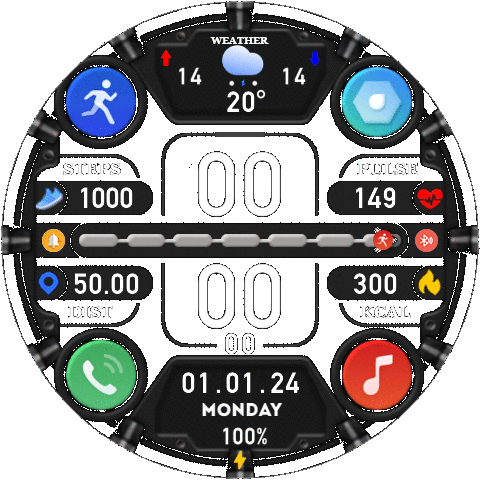 WEATHER
14 14
20°
STEPS
1000
00
PULSE
149
50.00
DIST
00
300
KCAL
00
01.01.24
MONDAY
100%